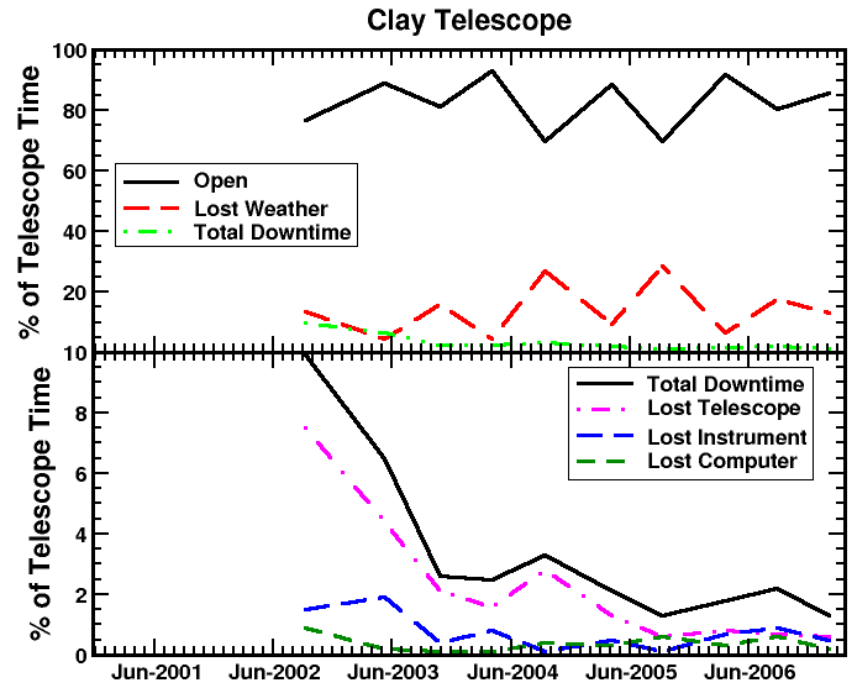 Clay Telescope
% of Telescope Time
100
80
60
40
20
Open
Lost Weather
Total Downtime
% of Telescope Time
10
8
6
4
2
0
Total Downtime
Lost Telescope
Lost Instrument
Lost Computer
Jun-2001 Jun-2002 Jun-2003 Jun-2004 Jun-2005 Jun-2006